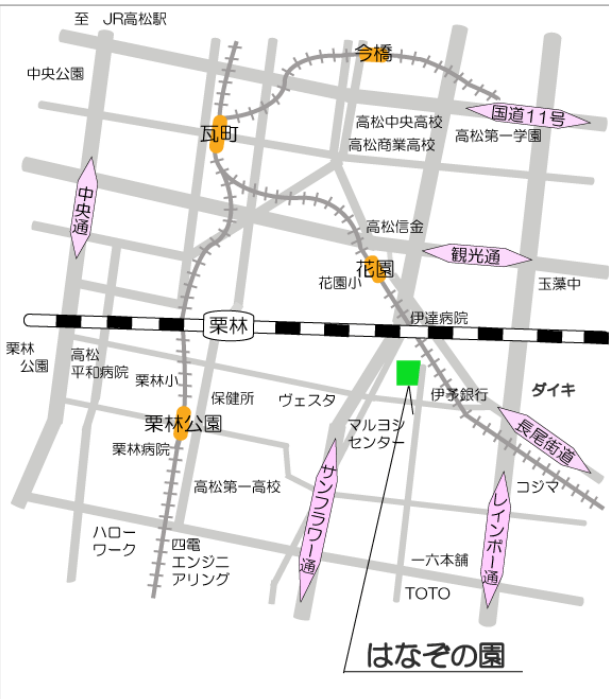 至 JR高松駅
今橋
中央公園
国道11号
高松中央高校
高松第一学園
瓦町
高松商業高校
中央通
高松信金
観光通
花園
花園小
玉藻中
伊達病院
栗林
栗林
公園
高松
平和病院
栗林小
保健所
ヴェスタ
伊予銀行
ダイキ
栗林公園
マルヨシ
センター
長尾街道
栗林病院
サンフラワー通
高松第一高校
コジマ
レインボー通
ハロー
ワーク
四電
エンジニ
アリング
一六本舗
TOTO
はなぞの園